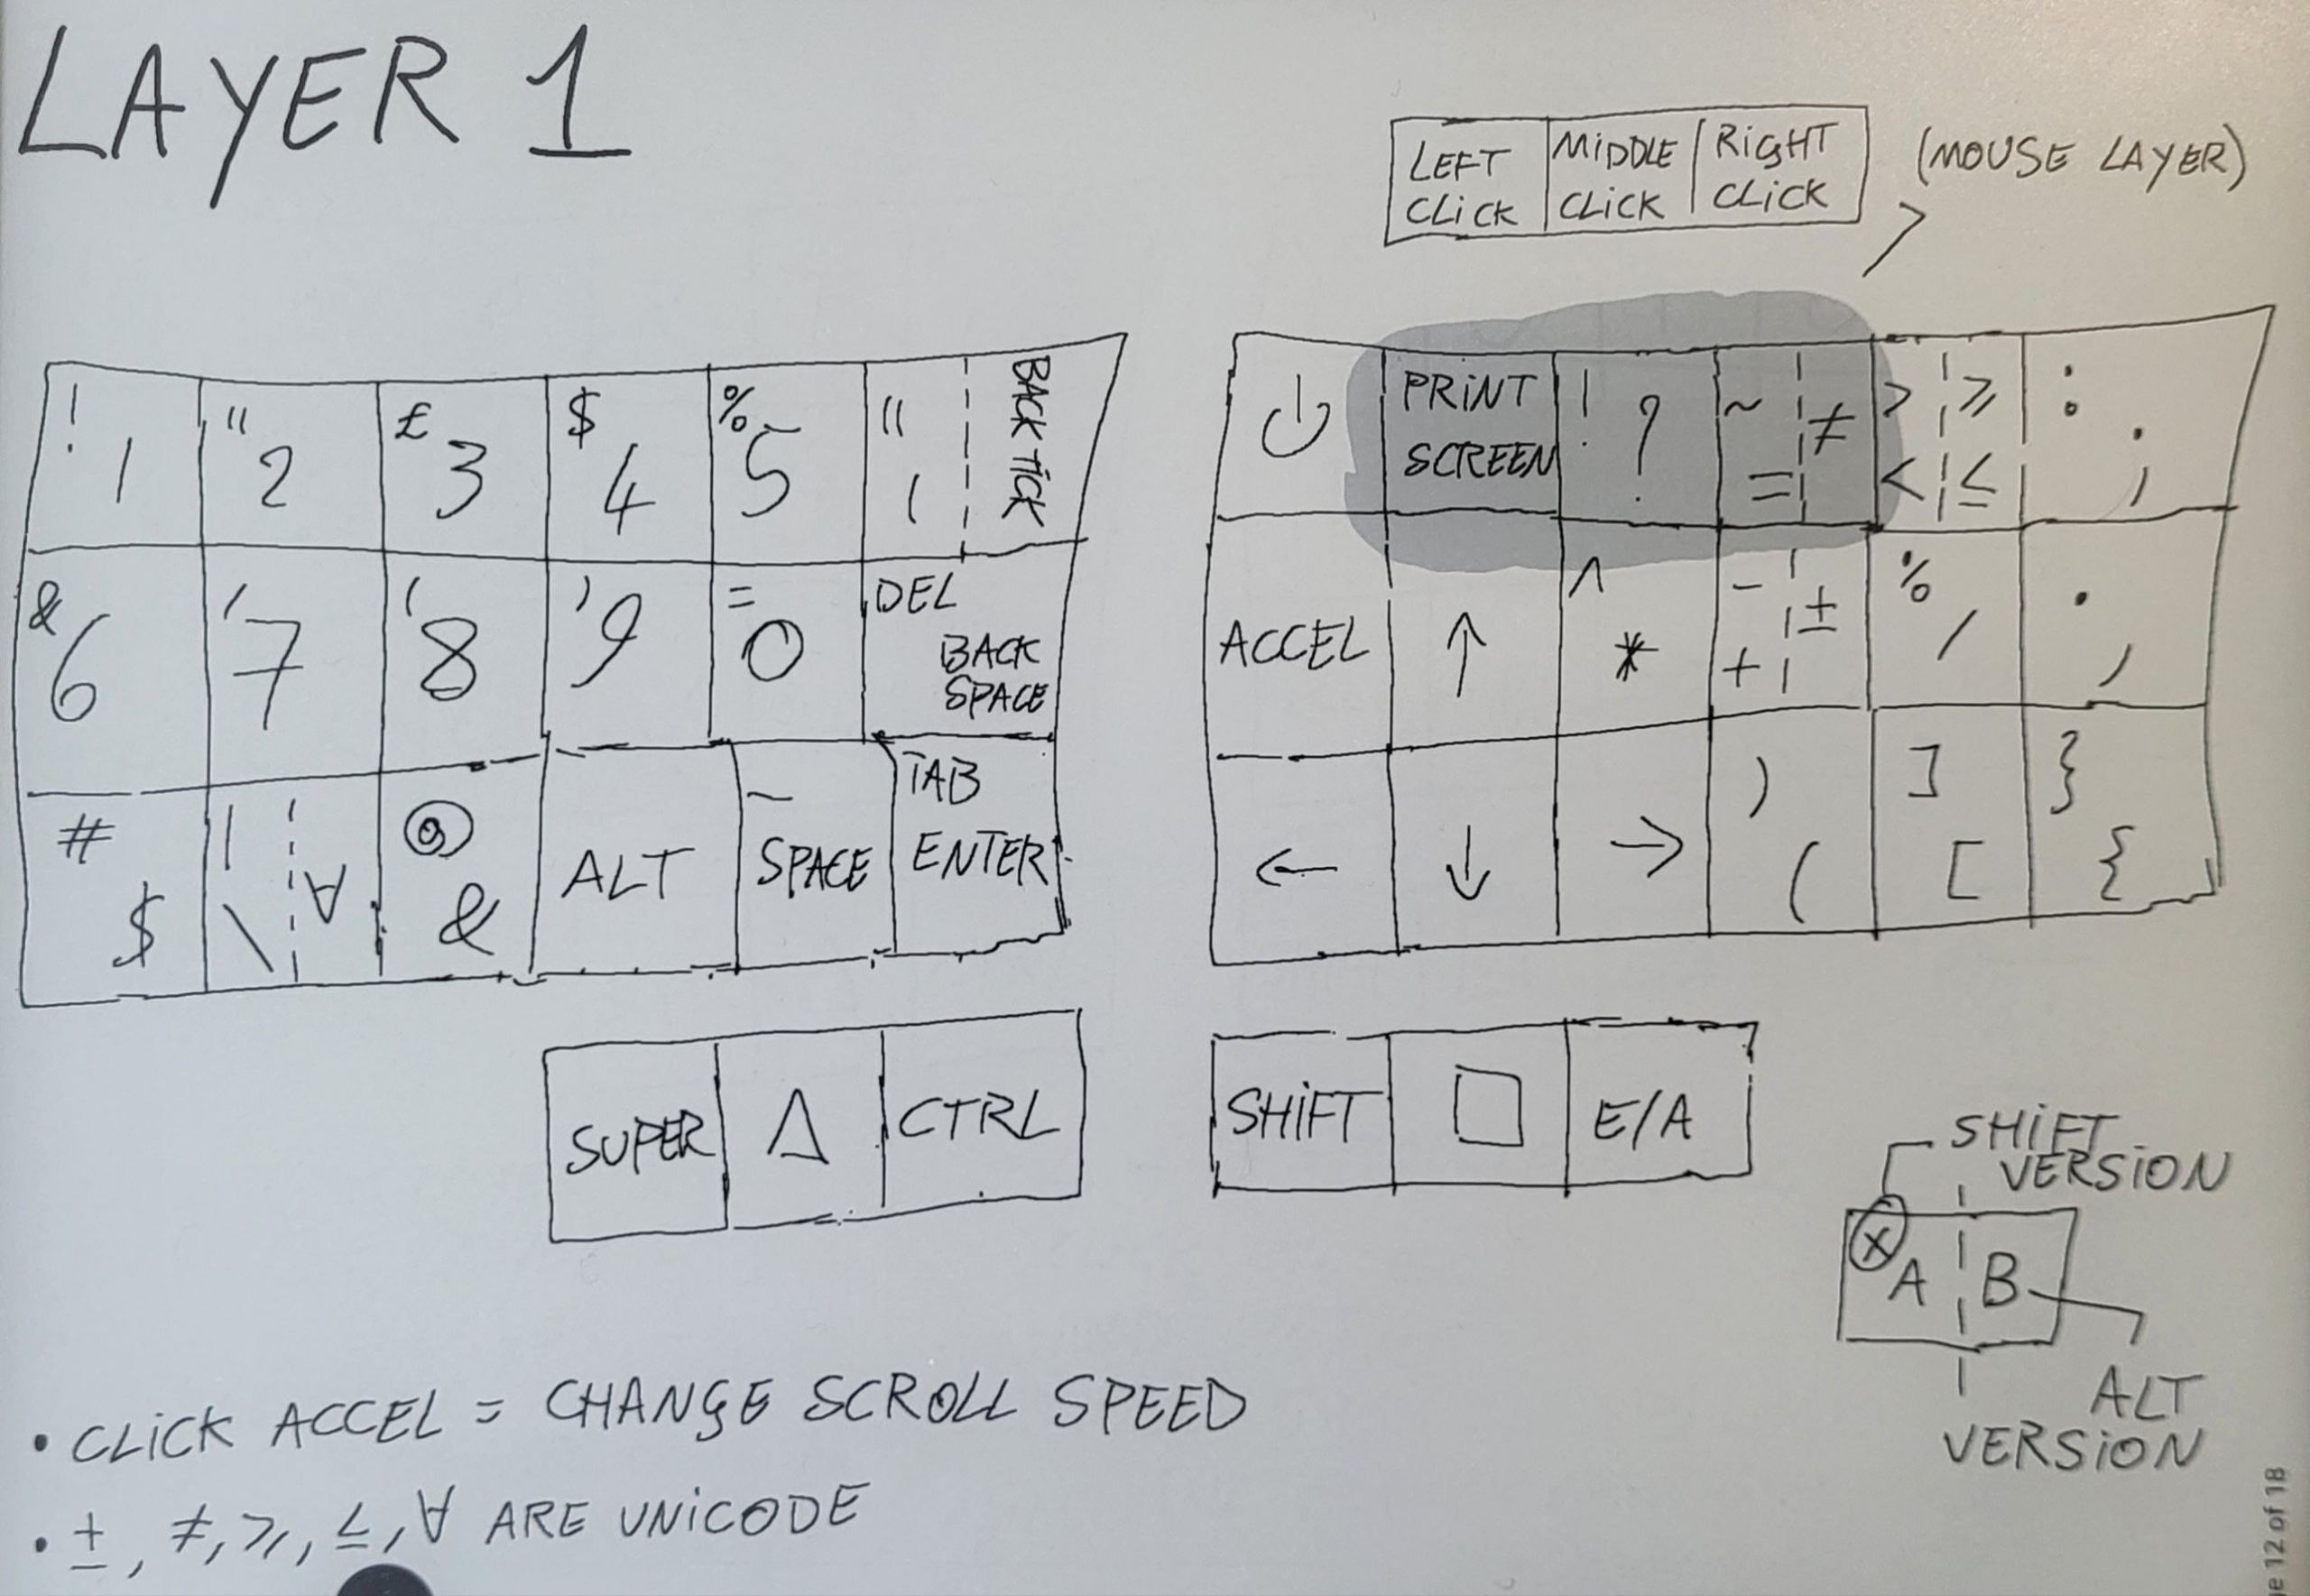 LAYER 1
LEFT CLICK MIDDLE CLICK RIGHT CLICK (MOUSE LAYER)
! 1 " 2 £ 3 $ 4 % 5 " ' BACK TICK
PRINT SCREEN ! ? ~ = ≠ > < ≥ ≤ : ;
& 6 ' 7 ( 8 ) 9 = 0 DEL BACK SPACE
ACCEL ↑ ^ * - + ± % / . ,
# $ | \ ∀ @ & ALT _ SPACE TAB ENTER
← ↓ → ) ( ] [ } {
SUPER △ CTRL
SHIFT □ E/A
SHIFT
VERSION
X A B
ALT
VERSION
• CLICK ACCEL = CHANGE SCROLL SPEED
• ±, ≠, ≥, ≤, ∀ ARE UNICODE
12 of 18